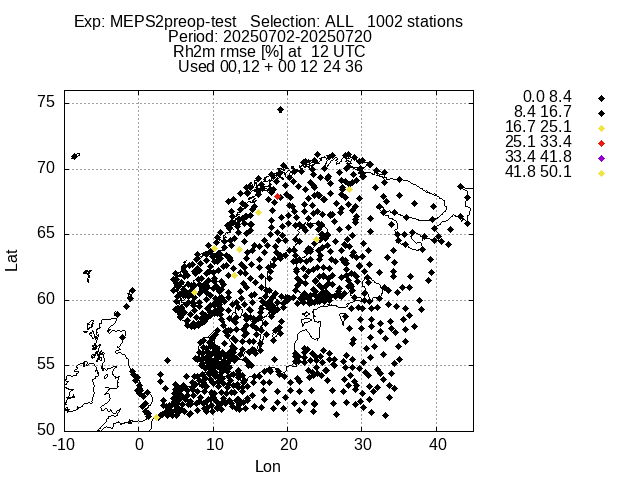 Exp: MEPS2preop-test   Selection: ALL   1002 stations
Period: 20250702-20250720
Rh2m rmse [%] at  12 UTC
Used 00,12 + 00 12 24 36
0.0 8.4
8.4 16.7
16.7 25.1
25.1 33.4
33.4 41.8
41.8 50.1
75
70
65
60
55
50
Lat
-10 0 10 20 30 40
Lon